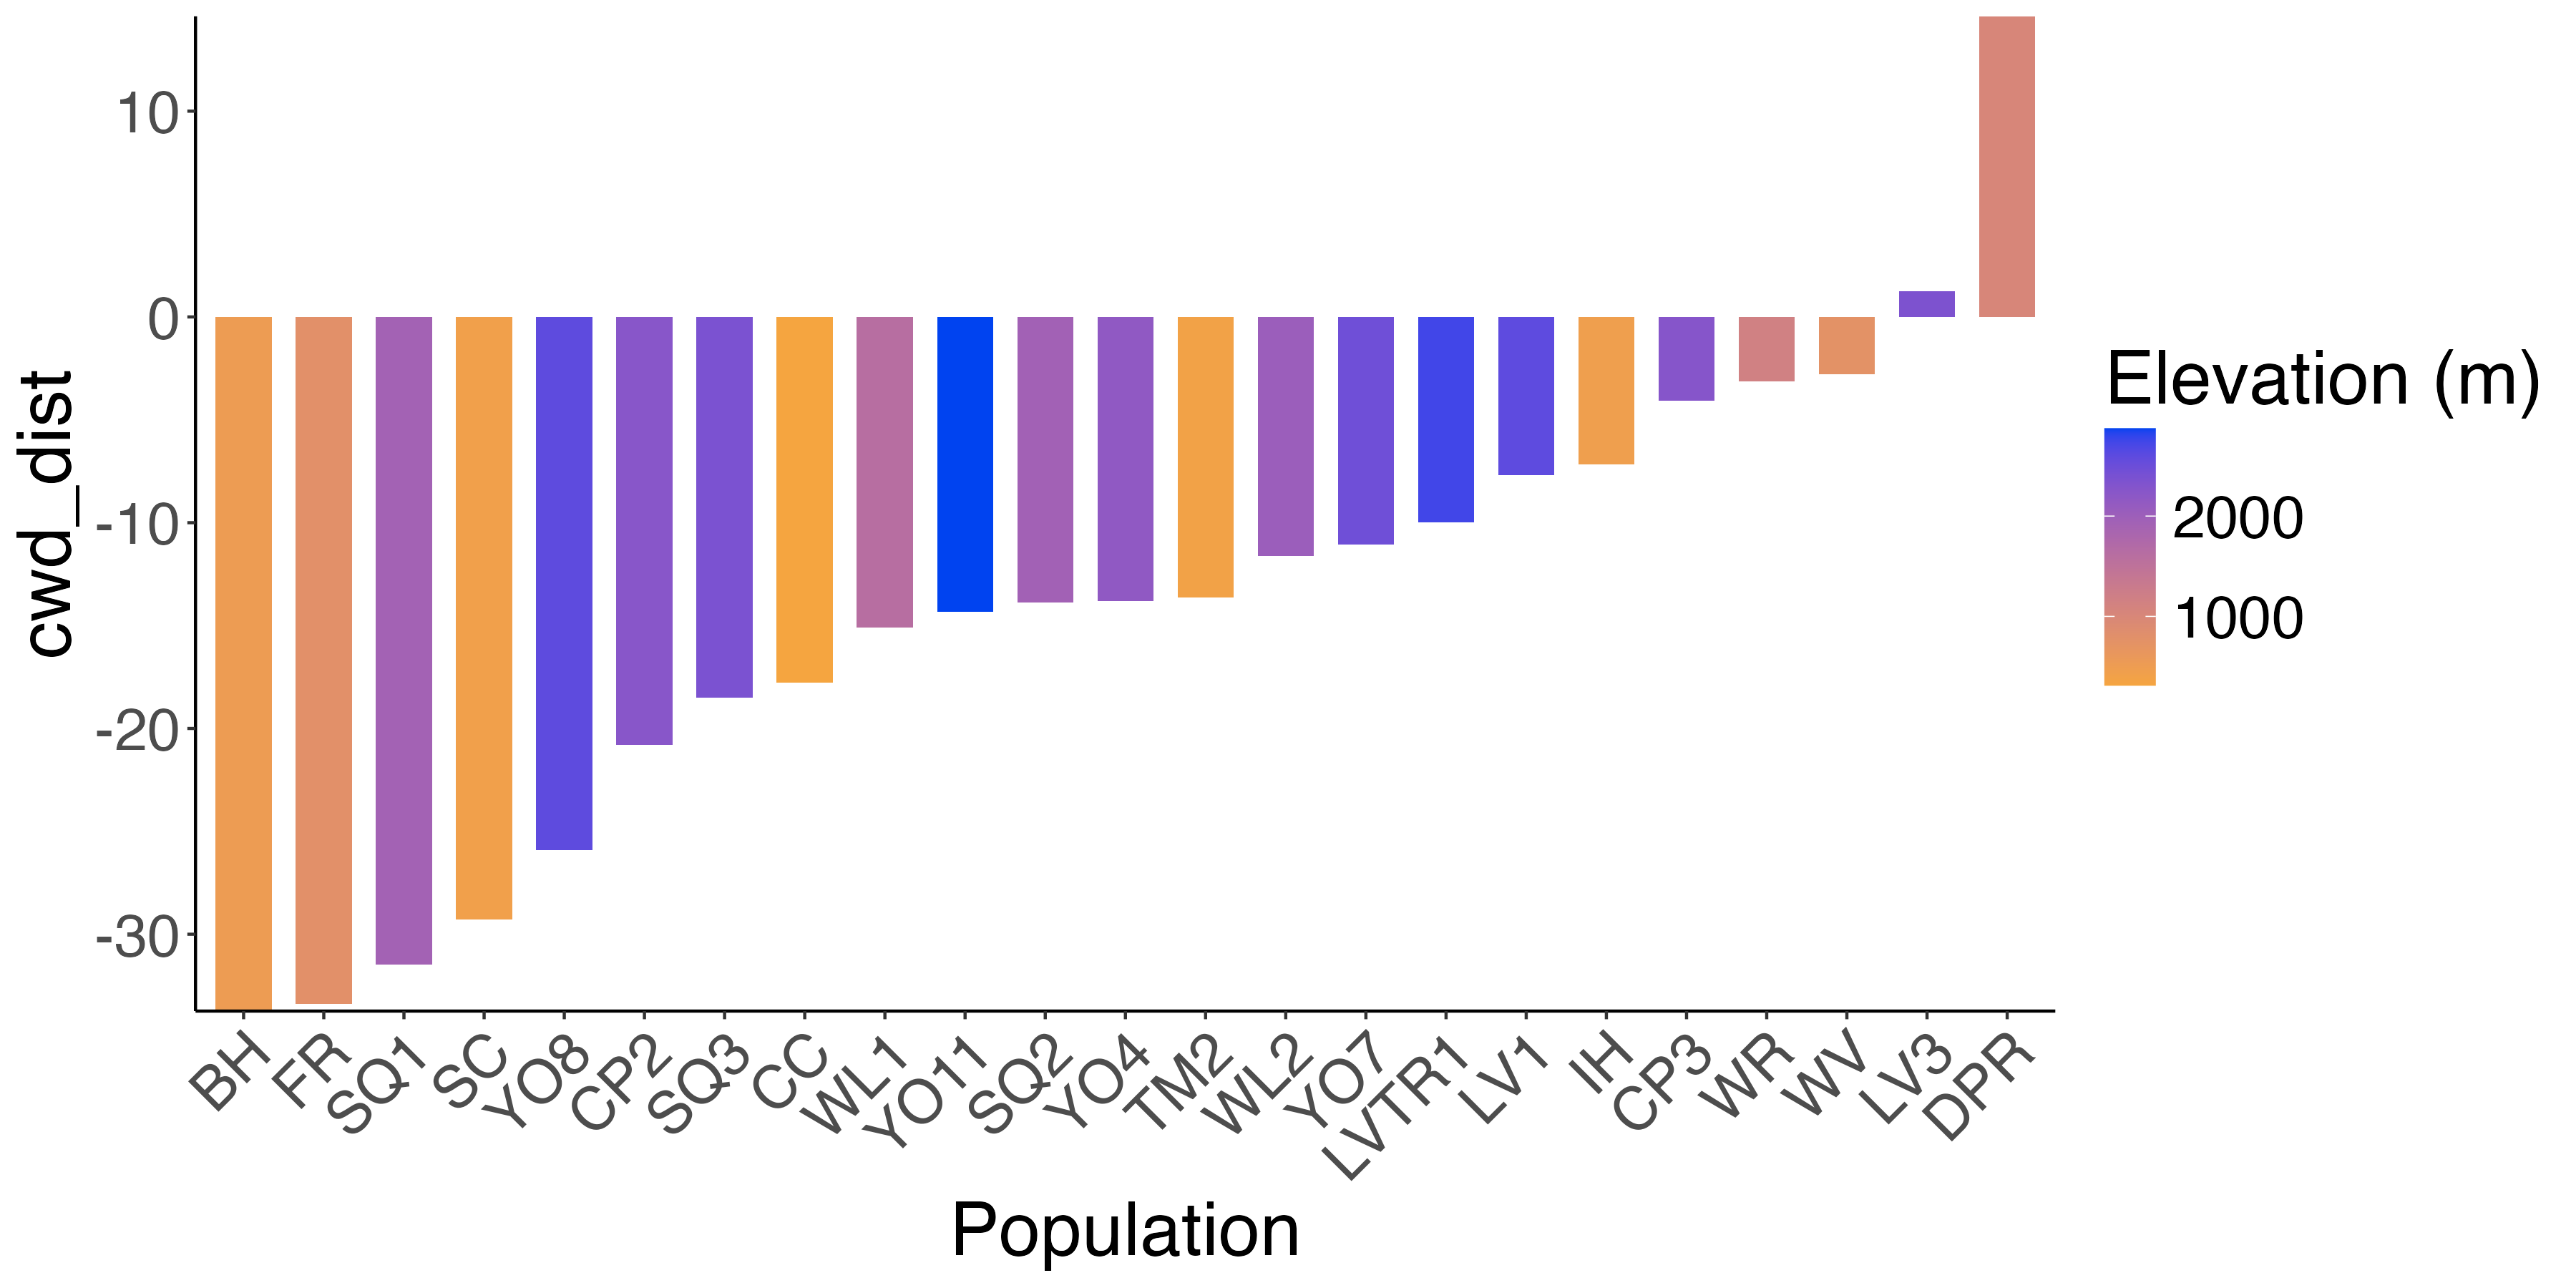 cwd_dist
10
0
-10
-20
-30
BH FR SQ1 SC YO8 CP2 SQ3 CC WL1 YO11 SQ2 YO4 TM2 WL2 YO7 LVTR1 LV1 IH CP3 WR WV LV3 DPR
Population
Elevation (m)
2000
1000